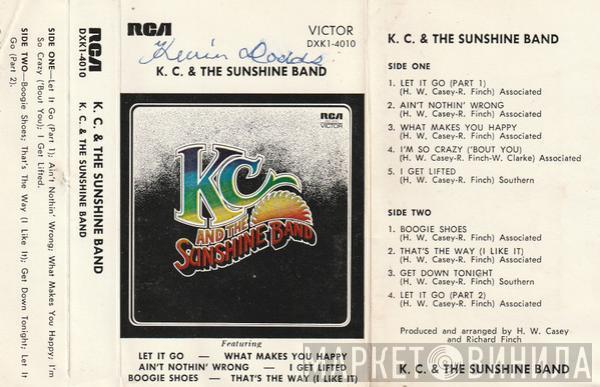 SIDE ONE—Let It Go (Part 1); Ain't Nothin' Wrong; What Makes You Happy; I'm
So Crazy ('Bout You); I Get Lifted.
SIDE TWO—Boogie Shoes; That's The Way (I Like It); Get Down Tonight; Let It
Go (Part 2).
RCA
DXK1-4010
K. C. & THE SUNSHINE BAND
K. C. & THE SUNSHINE BAND
RCA
VICTOR
DXK1-4010
Kevin Dodds
K. C. & THE SUNSHINE BAND
RCA
VICTOR
KC
AND THE
SUNSHINE BAND
Featuring
LET IT GO — WHAT MAKES YOU HAPPY
AIN'T NOTHIN' WRONG — I GET LIFTED
BOOGIE SHOES — THAT'S THE WAY (I LIKE IT)
K. C. & THE SUNSHINE BAND
SIDE ONE
1. LET IT GO (PART 1)
(H. W. Casey-R. Finch) Associated
2. AIN'T NOTHIN' WRONG
(H. W. Casey-R. Finch) Associated
3. WHAT MAKES YOU HAPPY
(H. W. Casey-R. Finch) Associated
4. I'M SO CRAZY ('BOUT YOU)
(H. W. Casey-R. Finch-W. Clarke) Associated
5. I GET LIFTED
(H. W. Casey-R. Finch) Southern
SIDE TWO
1. BOOGIE SHOES
(H. W. Casey-R. Finch) Associated
2. THAT'S THE WAY (I LIKE IT)
(H. W. Casey-R. Finch) Associated
3. GET DOWN TONIGHT
(H. W. Casey-R. Finch) Southern
4. LET IT GO (PART 2)
(H. W. Casey-R. Finch) Associated
Produced and arranged by H. W. Casey
and Richard Finch
МАРКЕТ ВИНИЛА
K. C. & THE SUNSHINE BAND